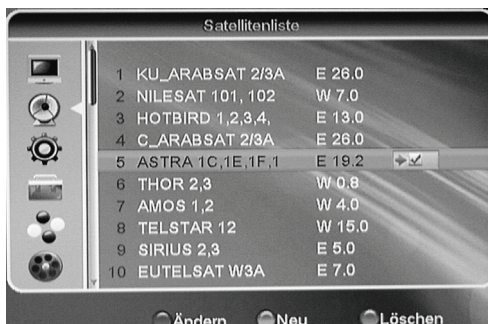 Satellitenliste
1 KU_ARABSAT 2/3A E 26.0
2 NILESAT 101, 102 W 7.0
3 HOTBIRD 1,2,3,4, E 13.0
4 C_ARABSAT 2/3A E 26.0
5 ASTRA 1C,1E,1F,1 E 19.2
6 THOR 2,3 W 0.8
7 AMOS 1,2 W 4.0
8 TELSTAR 12 W 15.0
9 SIRIUS 2,3 E 5.0
10 EUTELSAT W3A E 7.0
Ändern Neu Löschen